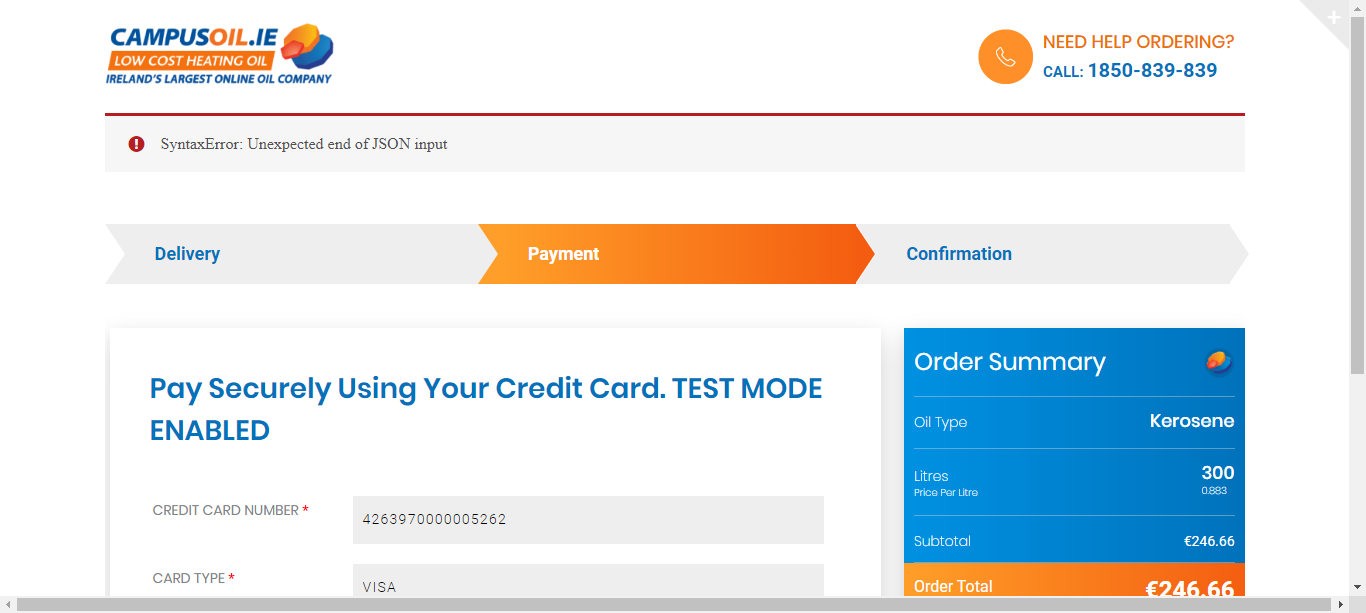 CAMPUSOIL.IE
LOW COST HEATING OIL
IRELAND'S LARGEST ONLINE OIL COMPANY
NEED HELP ORDERING?
CALL: 1850-839-839
SyntaxError: Unexpected end of JSON input
Delivery
Payment
Confirmation
Pay Securely Using Your Credit Card. TEST MODE
ENABLED
CREDIT CARD NUMBER *
4263970000005262
CARD TYPE *
VISA
Order Summary
Oil Type
Kerosene
Litres
300
Price Per Litre
0.883
Subtotal
€246.66
Order Total
€246.66